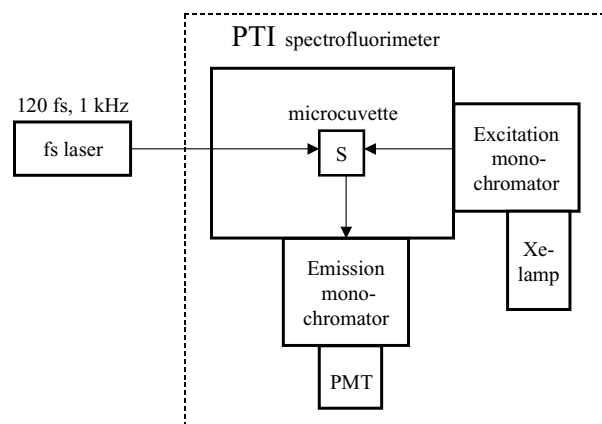 PTI spectrofluorimeter
120 fs, 1 kHz
fs laser
microcuvette
S
Excitation
mono-
chromator
Xe-
lamp
Emission
mono-
chromator
PMT